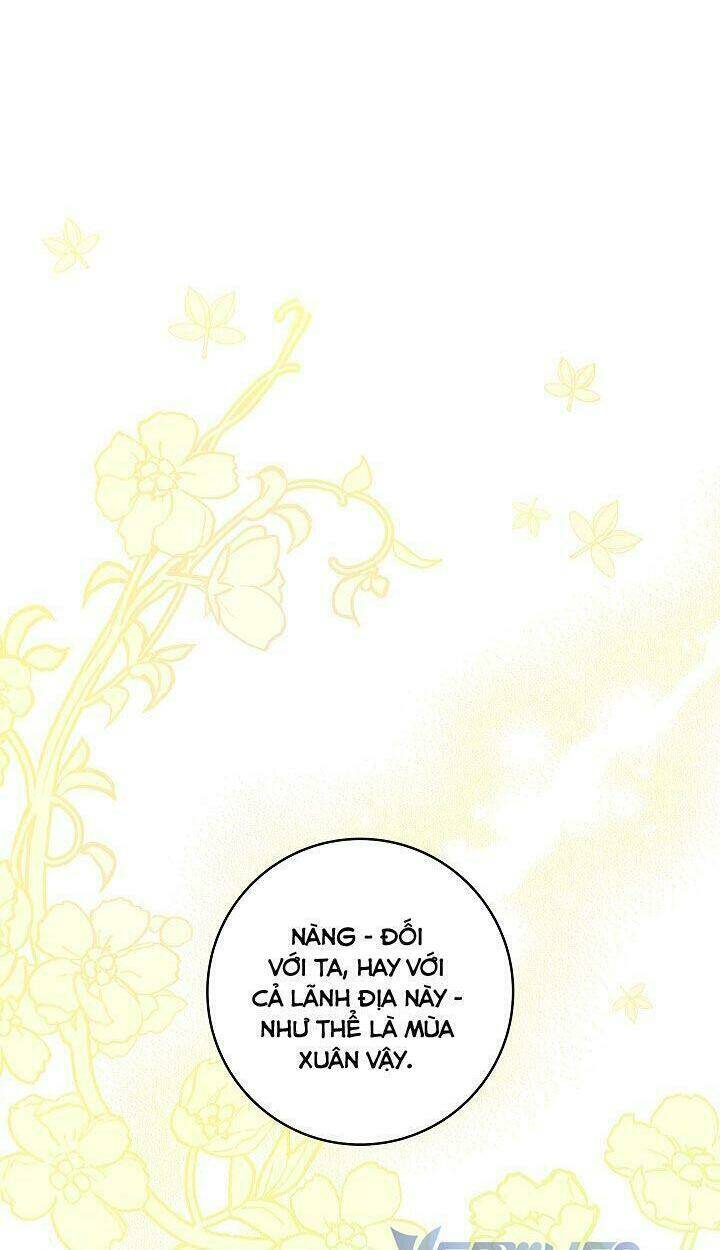 NÀNG - ĐỐI
VỚI TA, HAY VỚI
CẢ LÃNH ĐỊA NÀY -
NHƯ THỂ LÀ MÙA
XUÂN VẬY.